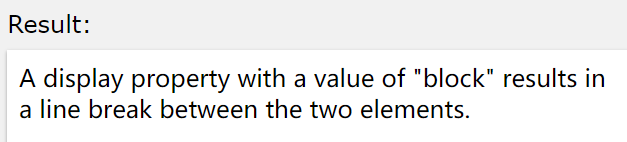 Result:
A display property with a value of "block" results in
a line break between the two elements.